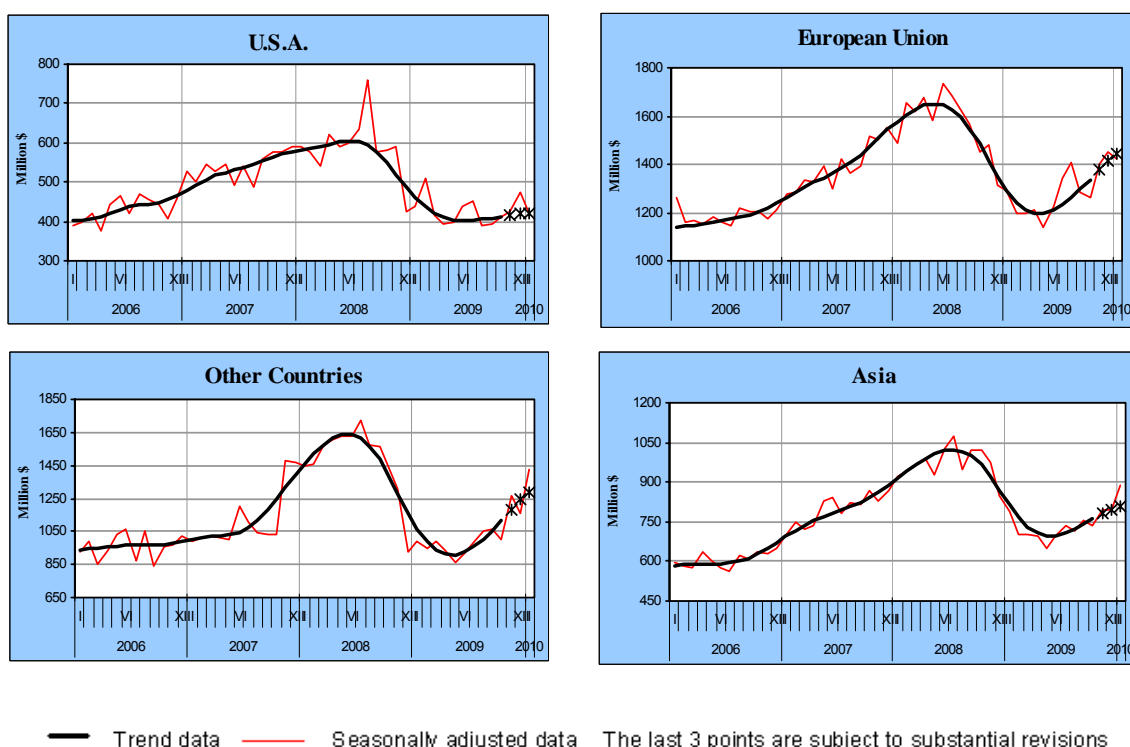 U.S.A.
800
700
600
500
400
300
Million $
I VI XII I VI XII I VI XII I VI XII I
2006 2007 2008 2009 2010
European Union
1800
1600
1400
1200
1000
Million $
I VI XII I VI XII I VI XII I VI XII I
2006 2007 2008 2009 2010
Other Countries
1850
1650
1450
1250
1050
850
650
Million $
I VI XII I VI XII I VI XII I VI XII I
2006 2007 2008 2009 2010
Asia
1200
1050
900
750
600
450
Million $
I VI XII I VI XII I VI XII I VI XII I
2006 2007 2008 2009 2010
Trend data Seasonally adjusted data The last 3 points are subject to substantial revisions